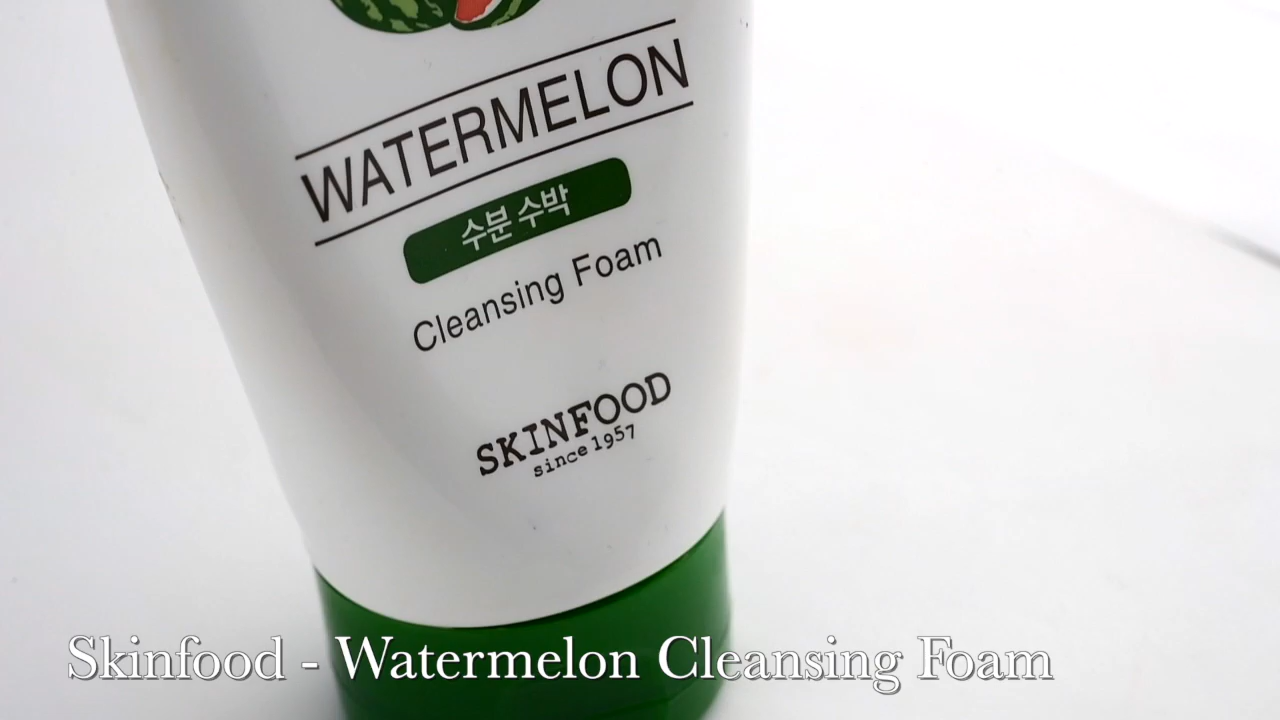 WATERMELON
수분 수박
Cleansing Foam
SKINFOOD
since 1957
Skinfood - Watermelon Cleansing Foam